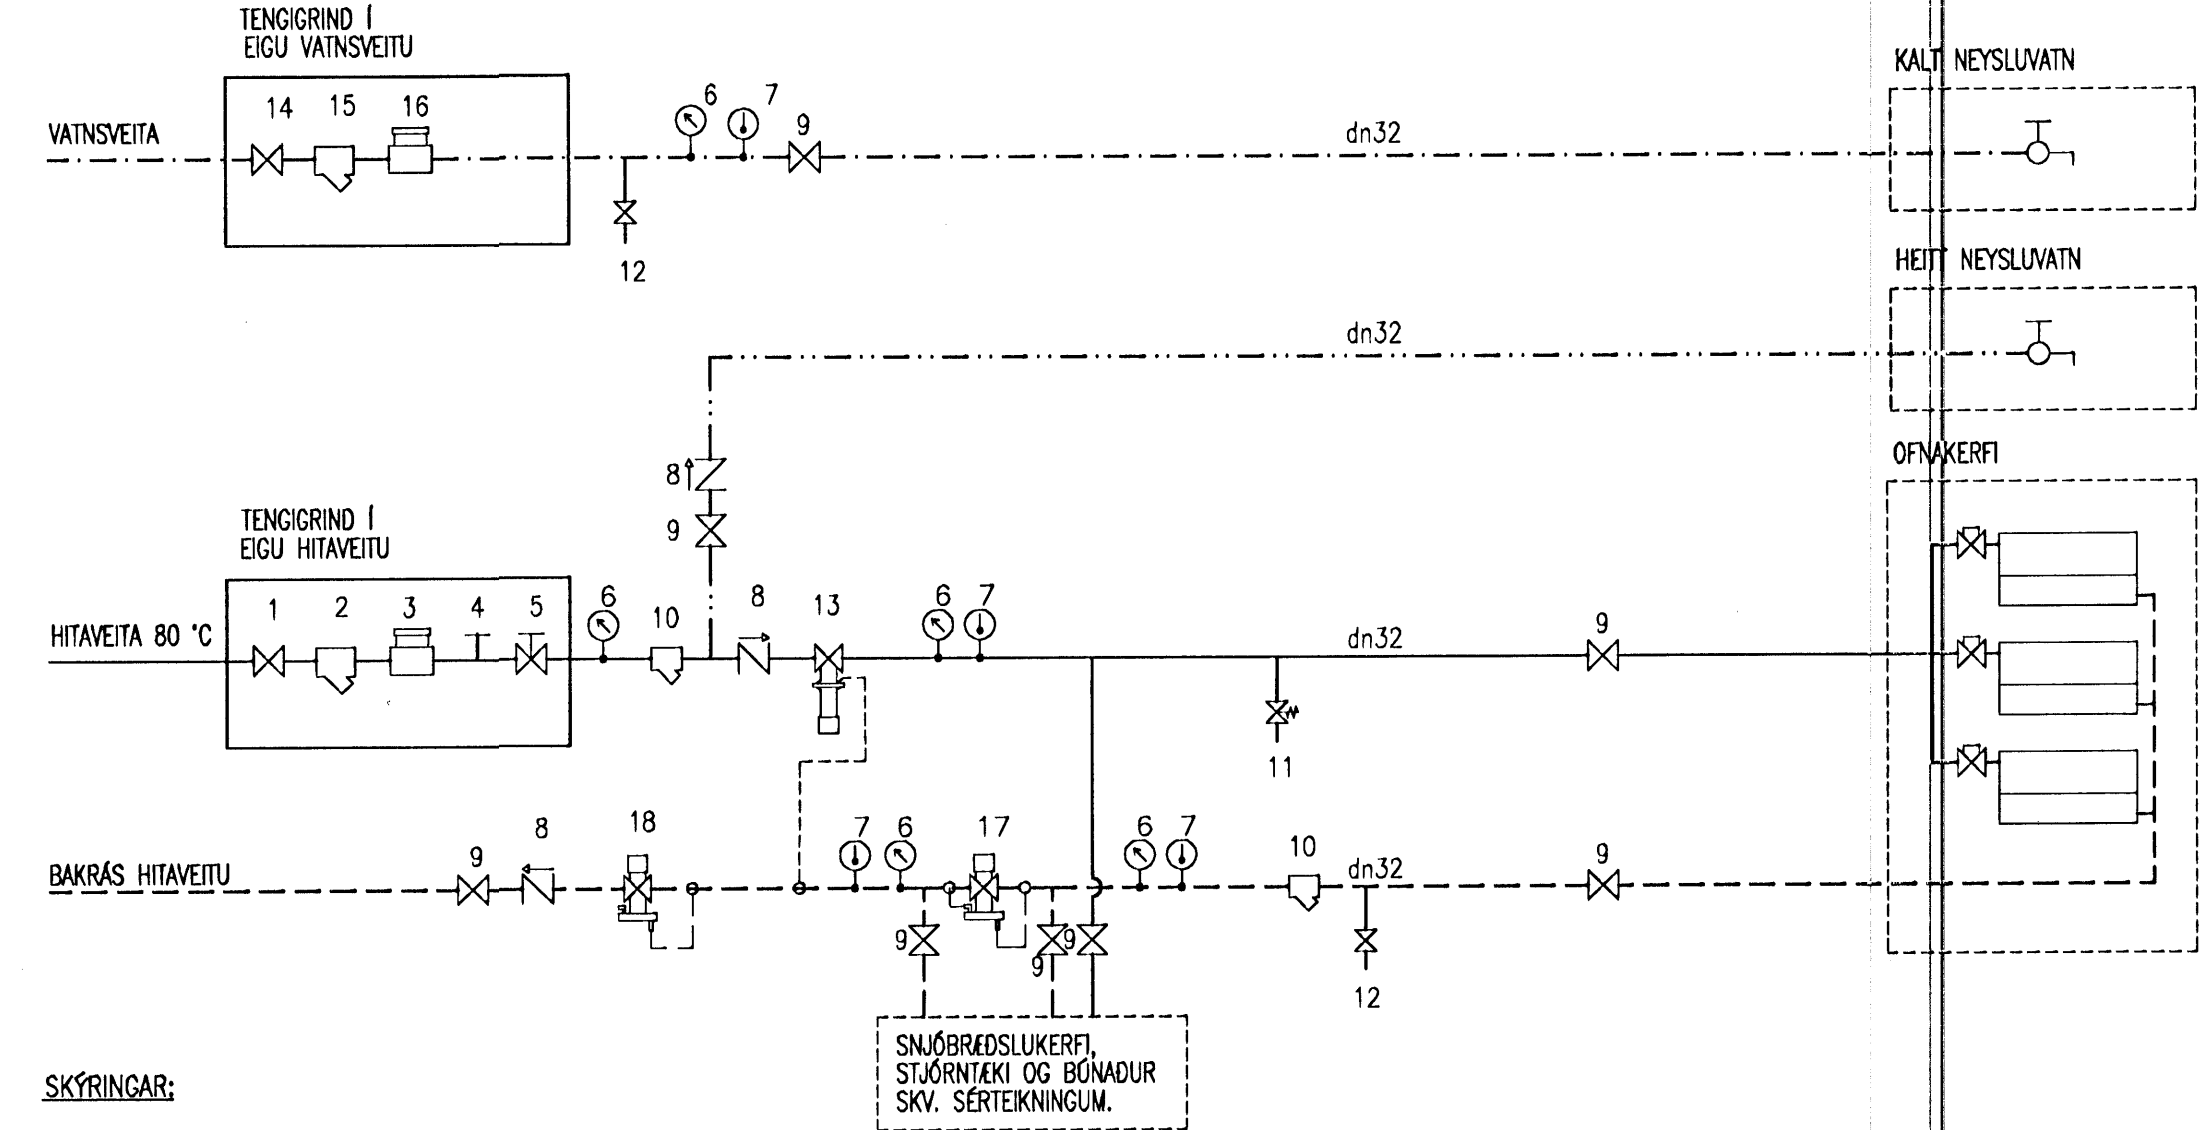 TENGIGRIND Í
EIGU VATNSVEITU
KALT NEYSLUVATN
14 15 16 6 7 9
VATNSVEITA
dn32
12
HEITT NEYSLUVATN
dn32
8
OFNAKERFI
9
TENGIGRIND Í
EIGU HITAVEITU
1 2 3 4 5 6 10 8 13 6 7 9
HITAVEITA 80 °C
dn32
11
9 8 18 7 6 17 6 7 10 9
BAKRÁS HITAVEITU
dn32
9 9
9
12
SNJÓBRÆÐSLUKERFI,
STJÓRNTÆKI OG BÚNAÐUR
SKV. SÉRTEIKNINGUM.
SKÝRINGAR: